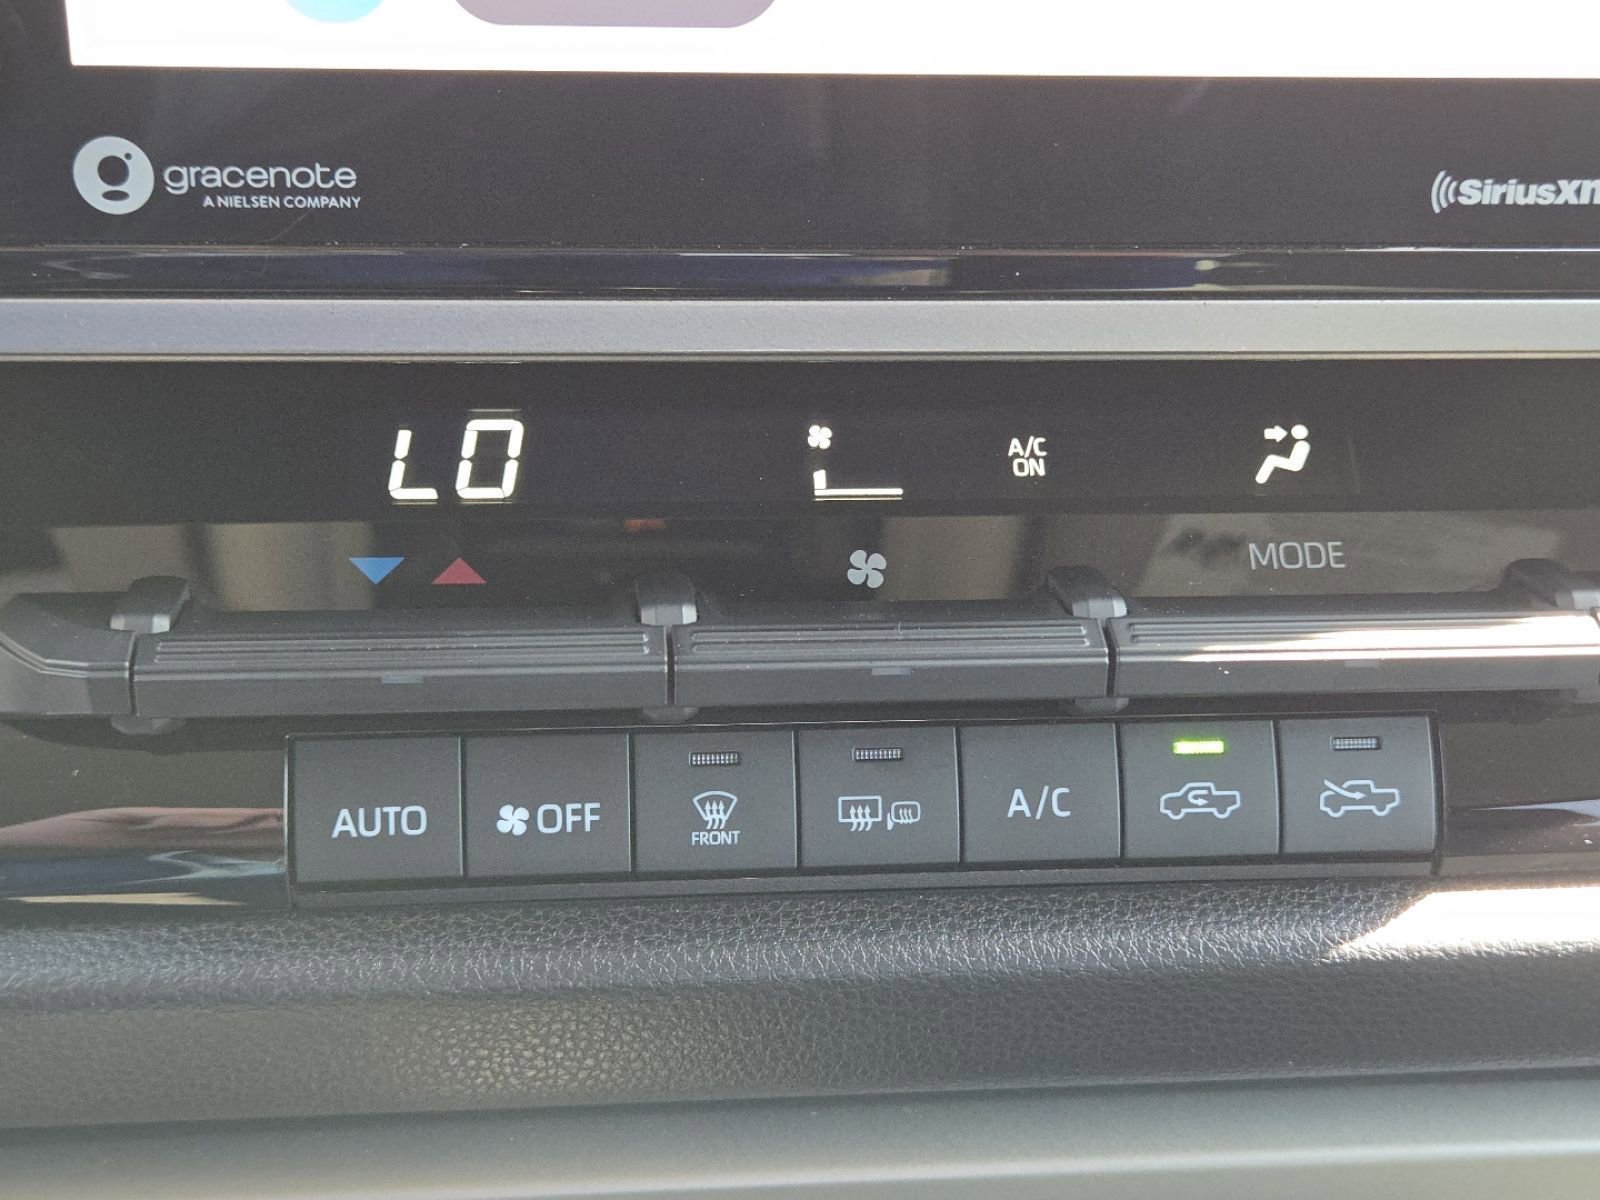 gracenote
A NIELSEN COMPANY
SiriusXM
LO
A/C
ON
MODE
AUTO
OFF
FRONT
A/C